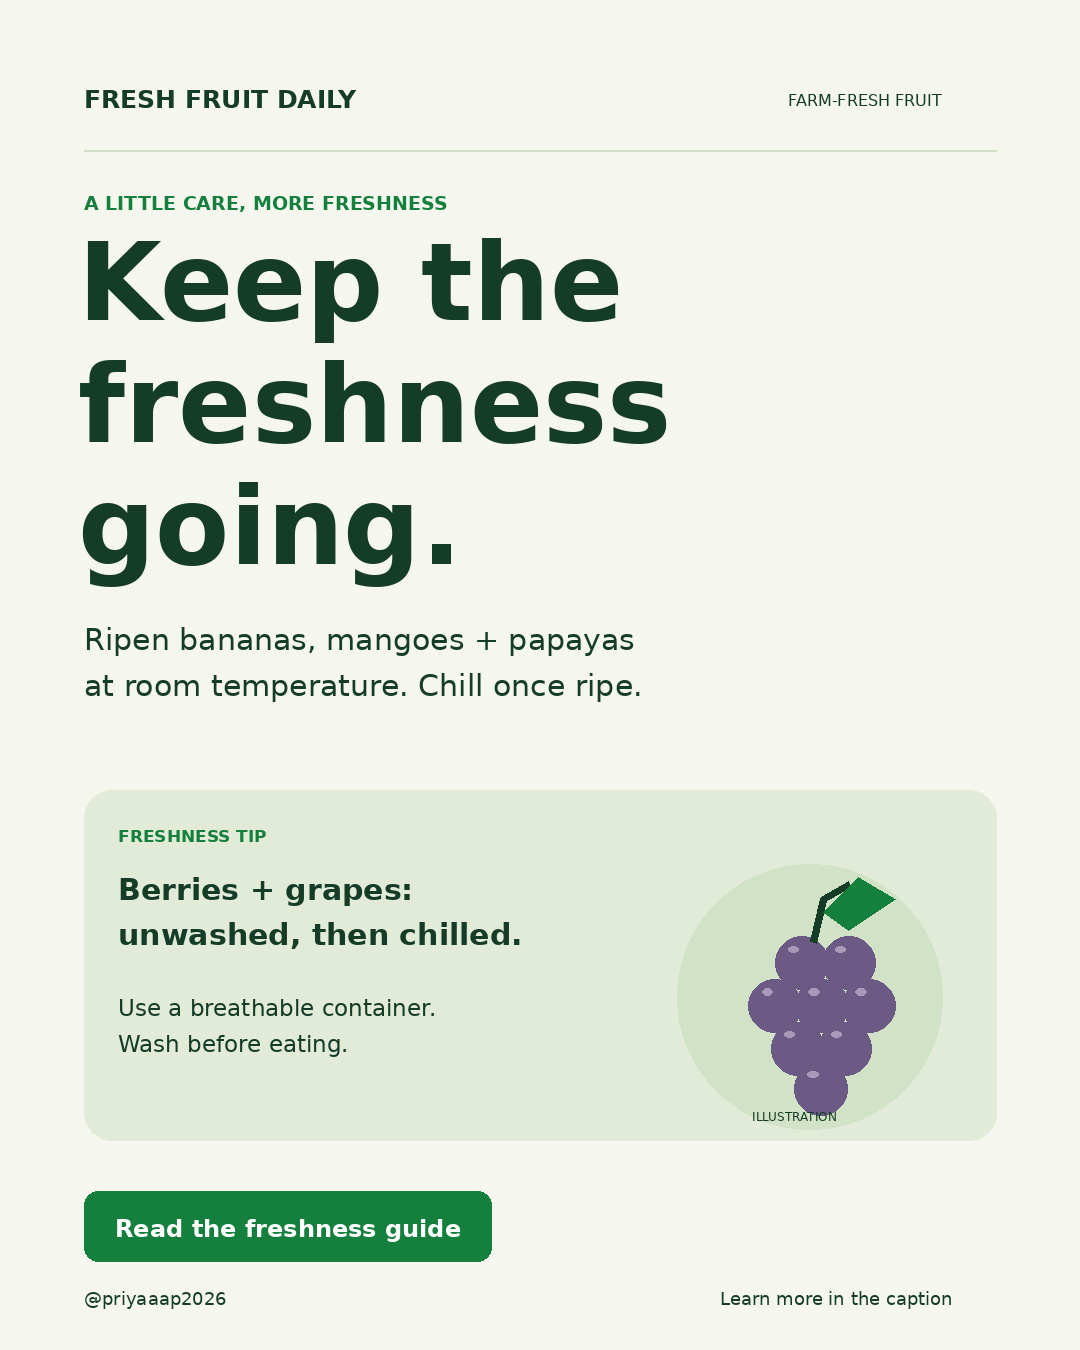 FRESH FRUIT DAILY
FARM-FRESH FRUIT
A LITTLE CARE, MORE FRESHNESS
Keep the
freshness
going.
Ripen bananas, mangoes + papayas
at room temperature. Chill once ripe.
FRESHNESS TIP
Berries + grapes:
unwashed, then chilled.
Use a breathable container.
Wash before eating.
ILLUSTRATION
Read the freshness guide
@priyaaap2026
Learn more in the caption